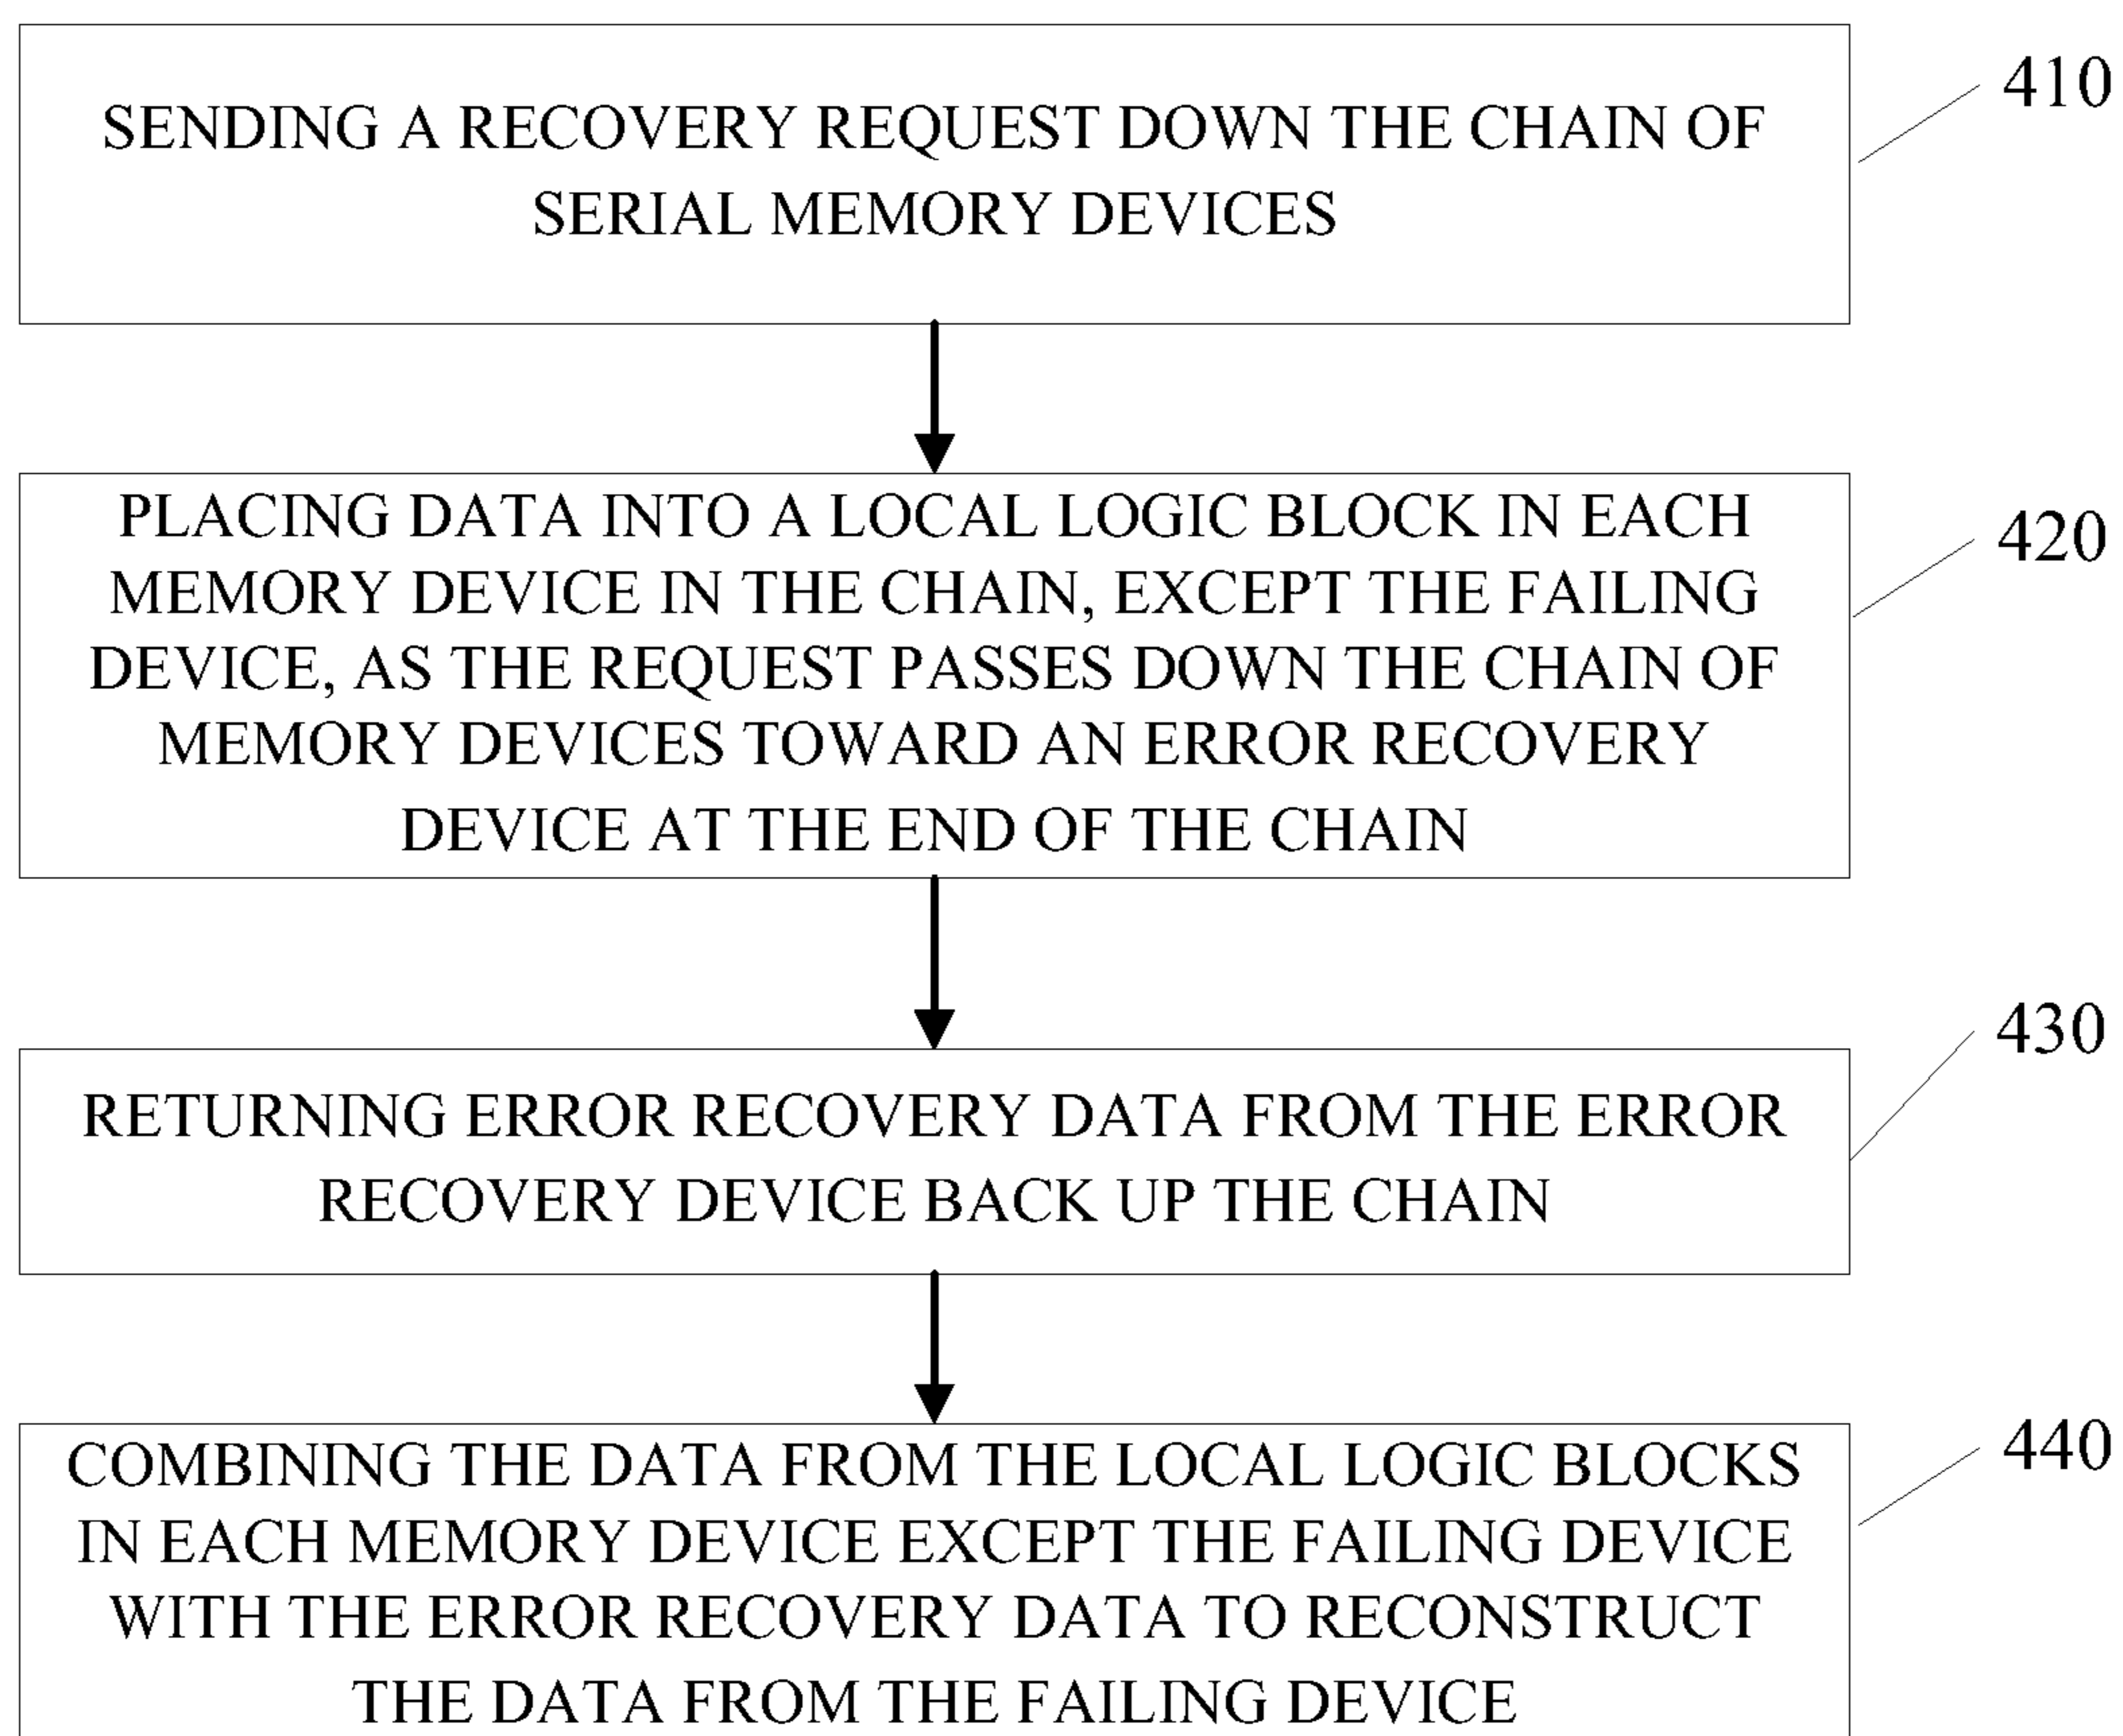 SENDING A RECOVERY REQUEST DOWN THE CHAIN OF
SERIAL MEMORY DEVICES
410
PLACING DATA INTO A LOCAL LOGIC BLOCK IN EACH
MEMORY DEVICE IN THE CHAIN, EXCEPT THE FAILING
DEVICE, AS THE REQUEST PASSES DOWN THE CHAIN OF
MEMORY DEVICES TOWARD AN ERROR RECOVERY
DEVICE AT THE END OF THE CHAIN
420
RETURNING ERROR RECOVERY DATA FROM THE ERROR
RECOVERY DEVICE BACK UP THE CHAIN
430
COMBINING THE DATA FROM THE LOCAL LOGIC BLOCKS
IN EACH MEMORY DEVICE EXCEPT THE FAILING DEVICE
WITH THE ERROR RECOVERY DATA TO RECONSTRUCT
THE DATA FROM THE FAILING DEVICE
440